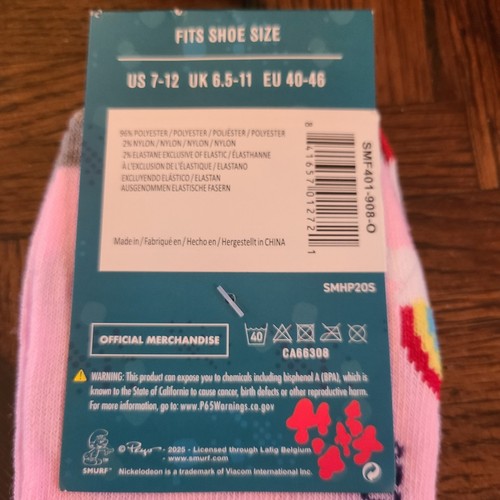 FITS SHOE SIZE
US 7-12 UK 6.5-11 EU 40-46
96% POLYESTER / POLYESTER / POLIÉSTER / POLYESTER
2% NYLON / NYLON / NYLON / NYLON
2% ELASTANE EXCLUSIVE OF ELASTIC / ÉLASTHANNE
À L'EXCLUSION DE L'ÉLASTIQUE / ELASTANO
EXCLUYENDO ELÁSTICO / ELASTAN
AUSGENOMMEN ELASTISCHE FASERN
Made in / Fabriqué en / Hecho en / Hergestellt in CHINA
8 41657 01272 1
SMF401-908-O
SMHP20S
OFFICIAL MERCHANDISE
40
CA66308
WARNING: This product can expose you to chemicals including bisphenol A (BPA), which is
known to the State of California to cause cancer, birth defects or other reproductive harm.
For more information, go to: www.P65Warnings.ca.gov
© Peyo - 2025 - Licensed through Lafig Belgium
www.smurf.com
SMURF
Nickelodeon is a trademark of Viacom International Inc.